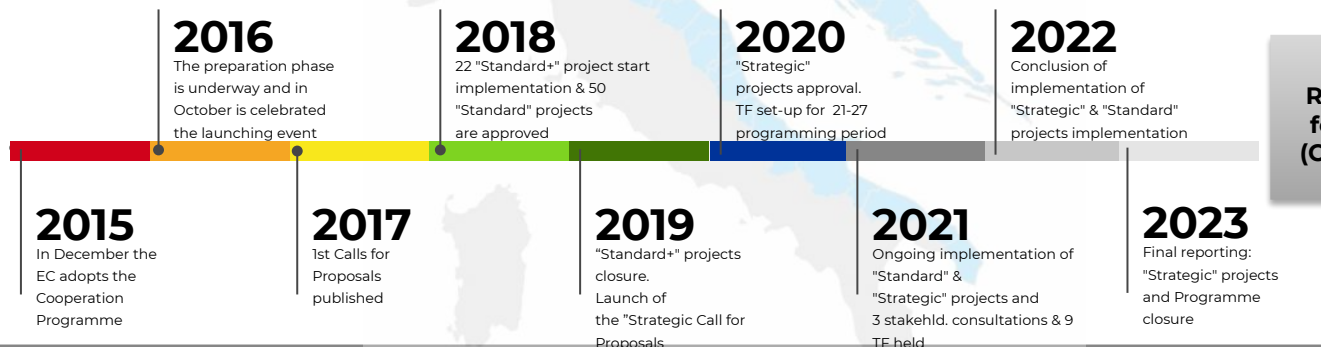 2016
The preparation phase
is underway and in
October is celebrated
the launching event
2018
22 "Standard+" project start
implementation & 50
"Standard" projects
are approved
2020
"Strategic"
projects approval.
TF set-up for 21-27
programming period
2022
Conclusion of
implementation of
"Strategic" & "Standard"
projects implementation
2015
In December the
EC adopts the
Cooperation
Programme
2017
1st Calls for
Proposals
published
2019
“Standard+" projects
closure.
Launch of
the ”Strategic Call for
Proposals
2021
Ongoing implementation of
"Standard" &
"Strategic" projects and
3 stakehld. consultations & 9
TF held
2023
Final reporting:
"Strategic" projects
and Programme
closure